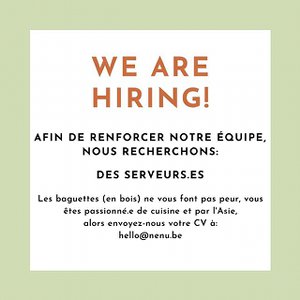 WE ARE
HIRING!
AFIN DE RENFORCER NOTRE ÉQUIPE,
NOUS RECHERCHONS:
DES SERVEURS.ES
Les baguettes (en bois) ne vous font pas peur, vous
êtes passionné.e de cuisine et par l'Asie,
alors envoyez-nous votre CV à:
hello@nenu.be